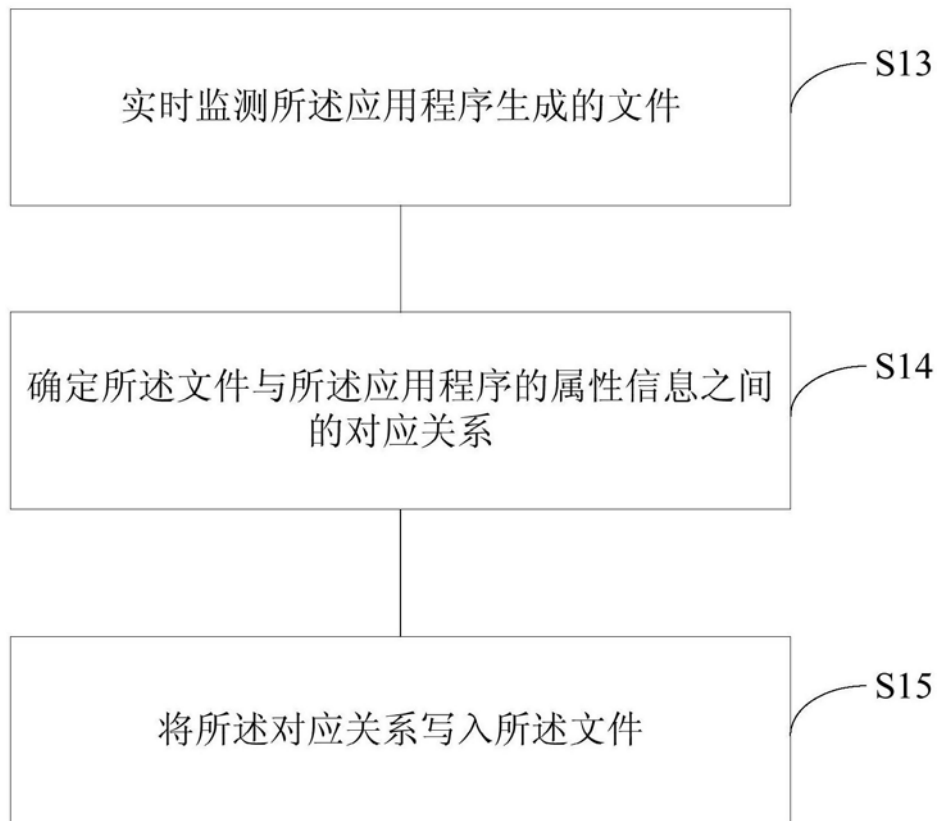 实时监测所述应用程序生成的文件
S13
确定所述文件与所述应用程序的属性信息之间
的对应关系
S14
将所述对应关系写入所述文件
S15